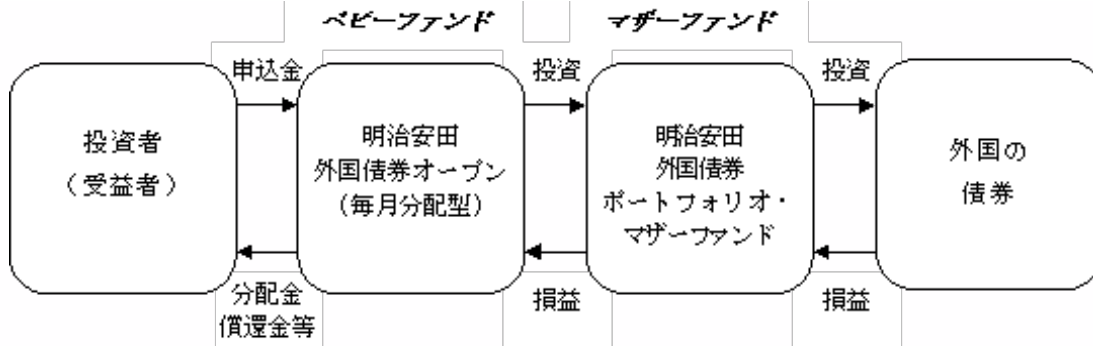 ベビーファンド
マザーファンド
申込金
投資
投資
投資者
（受益者）
明治安田
外国債券オープン
（毎月分配型）
明治安田
外国債券
ポートフォリオ・
マザーファンド
外国の
債券
分配金
償還金等
損益
損益